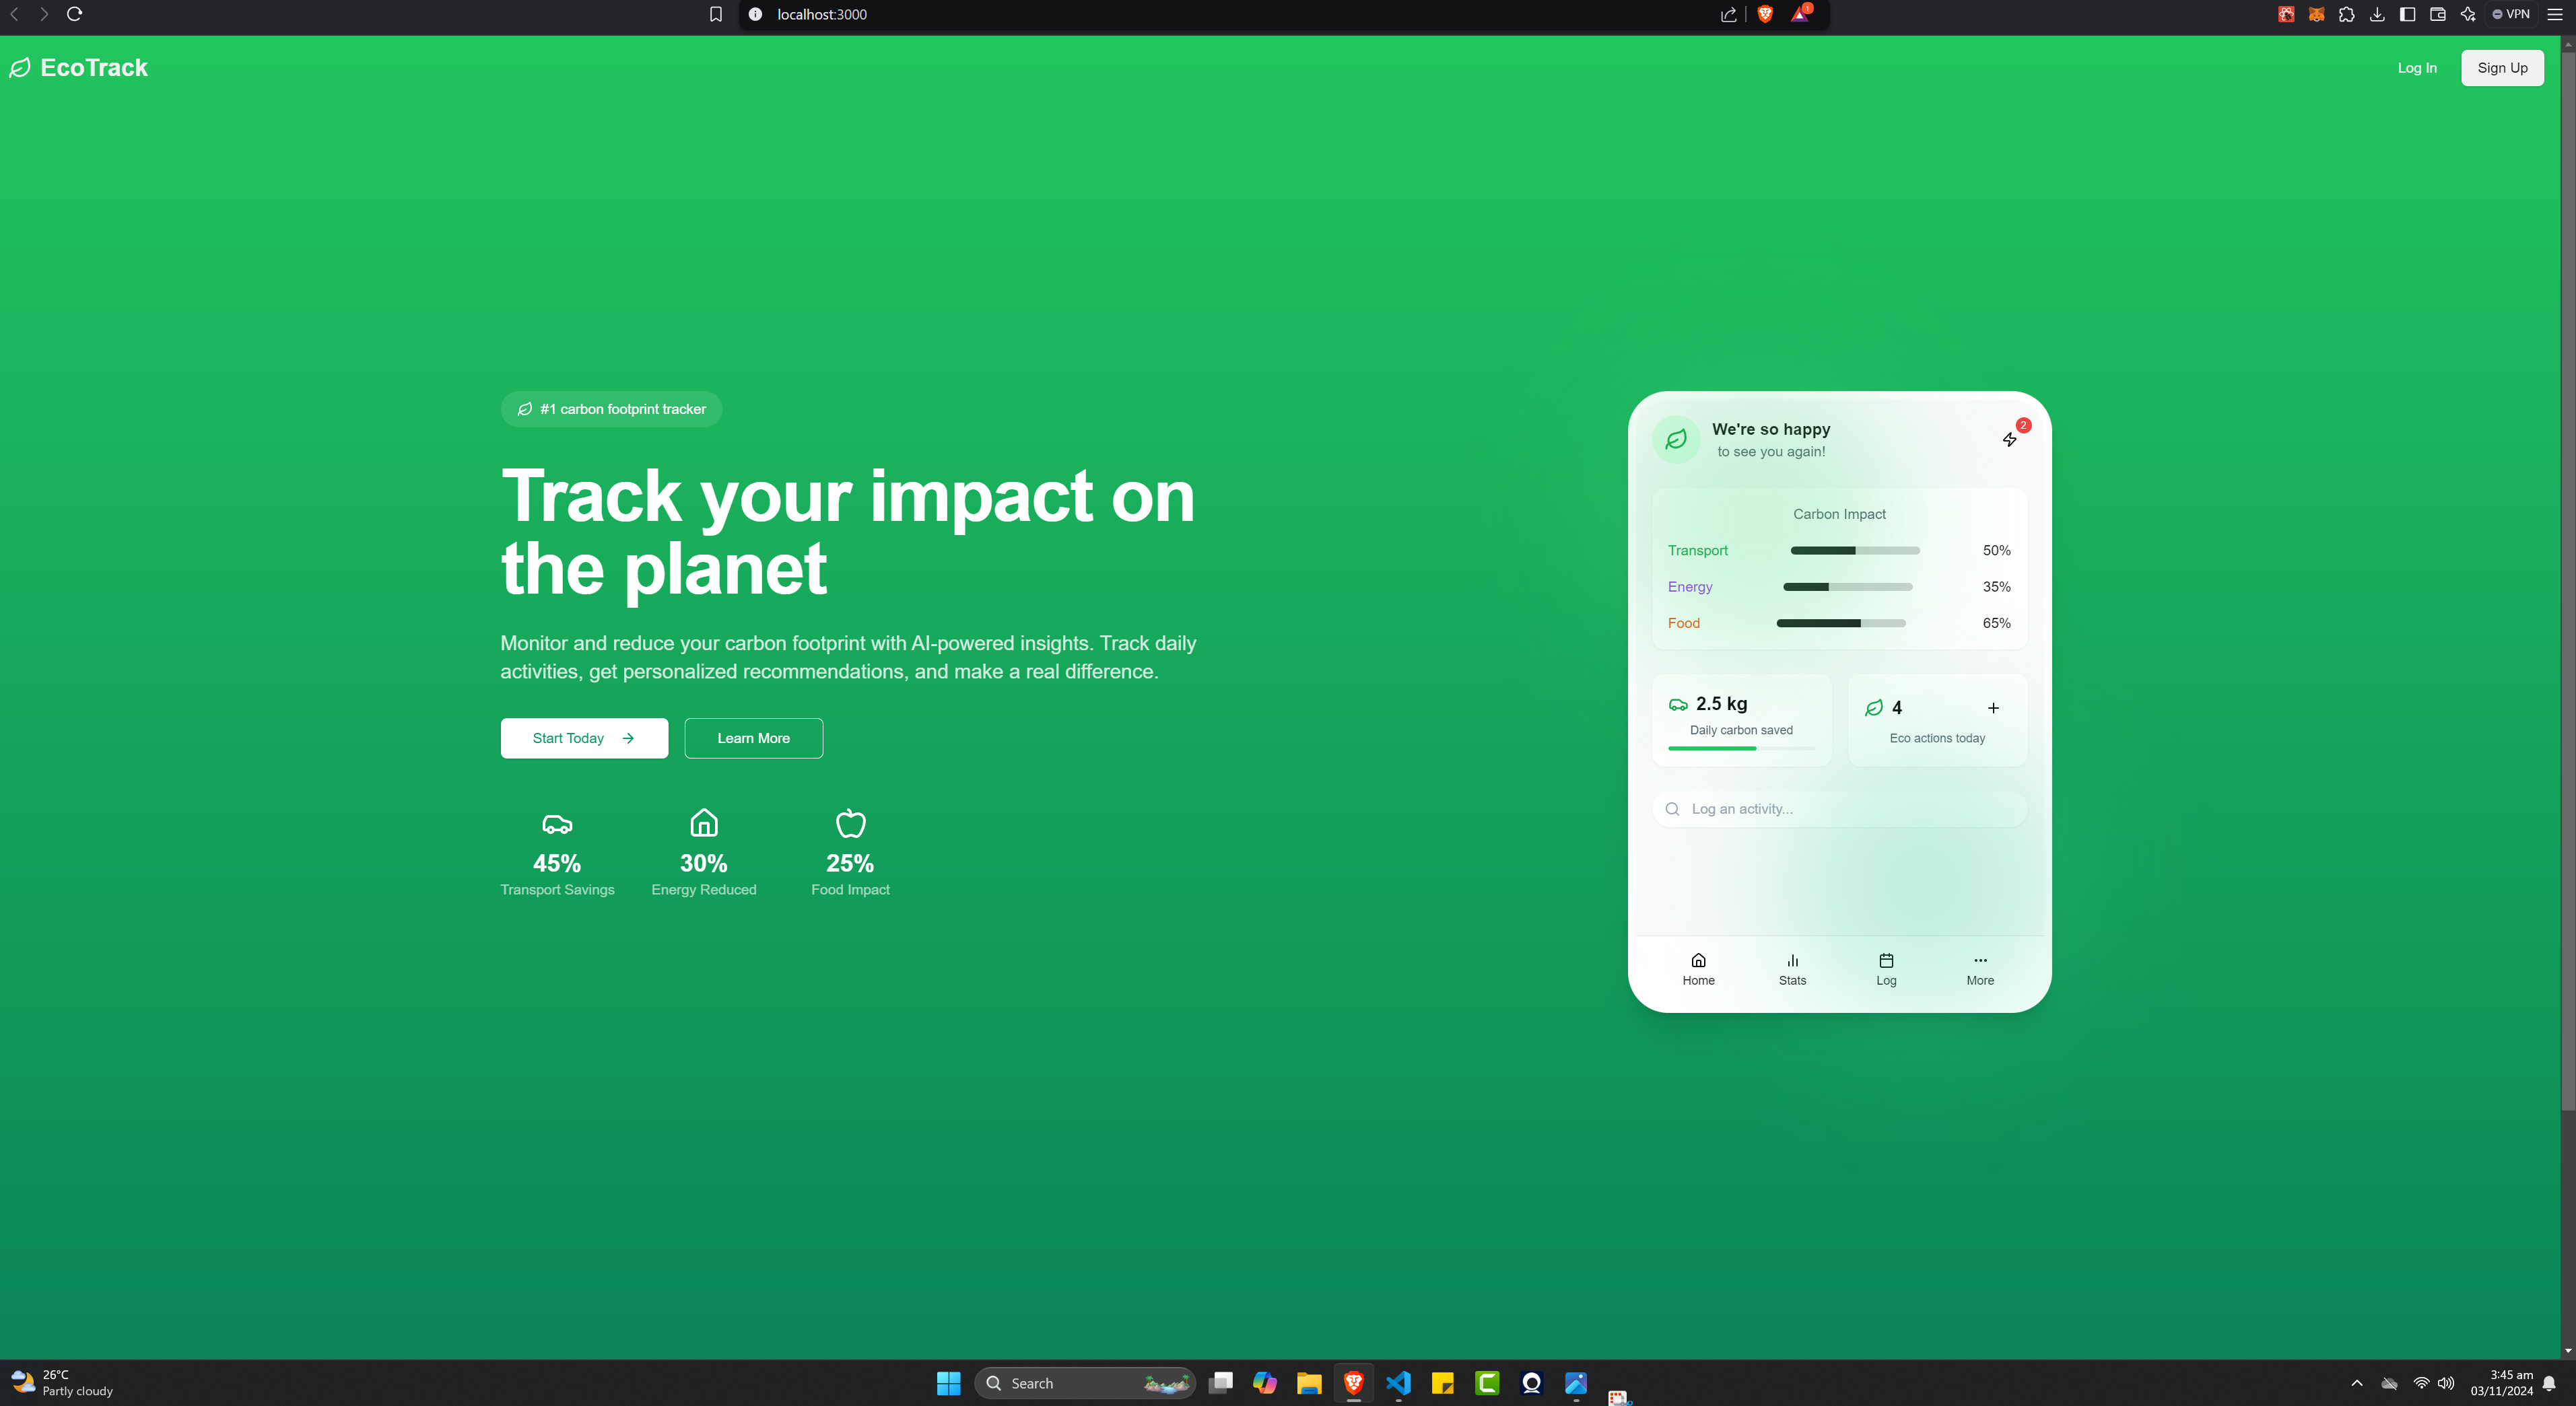 localhost:3000
1
VPN
EcoTrack
Log In
Sign Up
#1 carbon footprint tracker
Track your impact on
the planet
Monitor and reduce your carbon footprint with AI-powered insights. Track daily
activities, get personalized recommendations, and make a real difference.
Start Today
Learn More
45%
Transport Savings
30%
Energy Reduced
25%
Food Impact
We're so happy
to see you again!
2
Carbon Impact
Transport 50%
Energy 35%
Food 65%
2.5 kg
Daily carbon saved
4
Eco actions today
Log an activity...
Home
Stats
Log
More
26°C
Partly cloudy
Search
3:45 am
03/11/2024